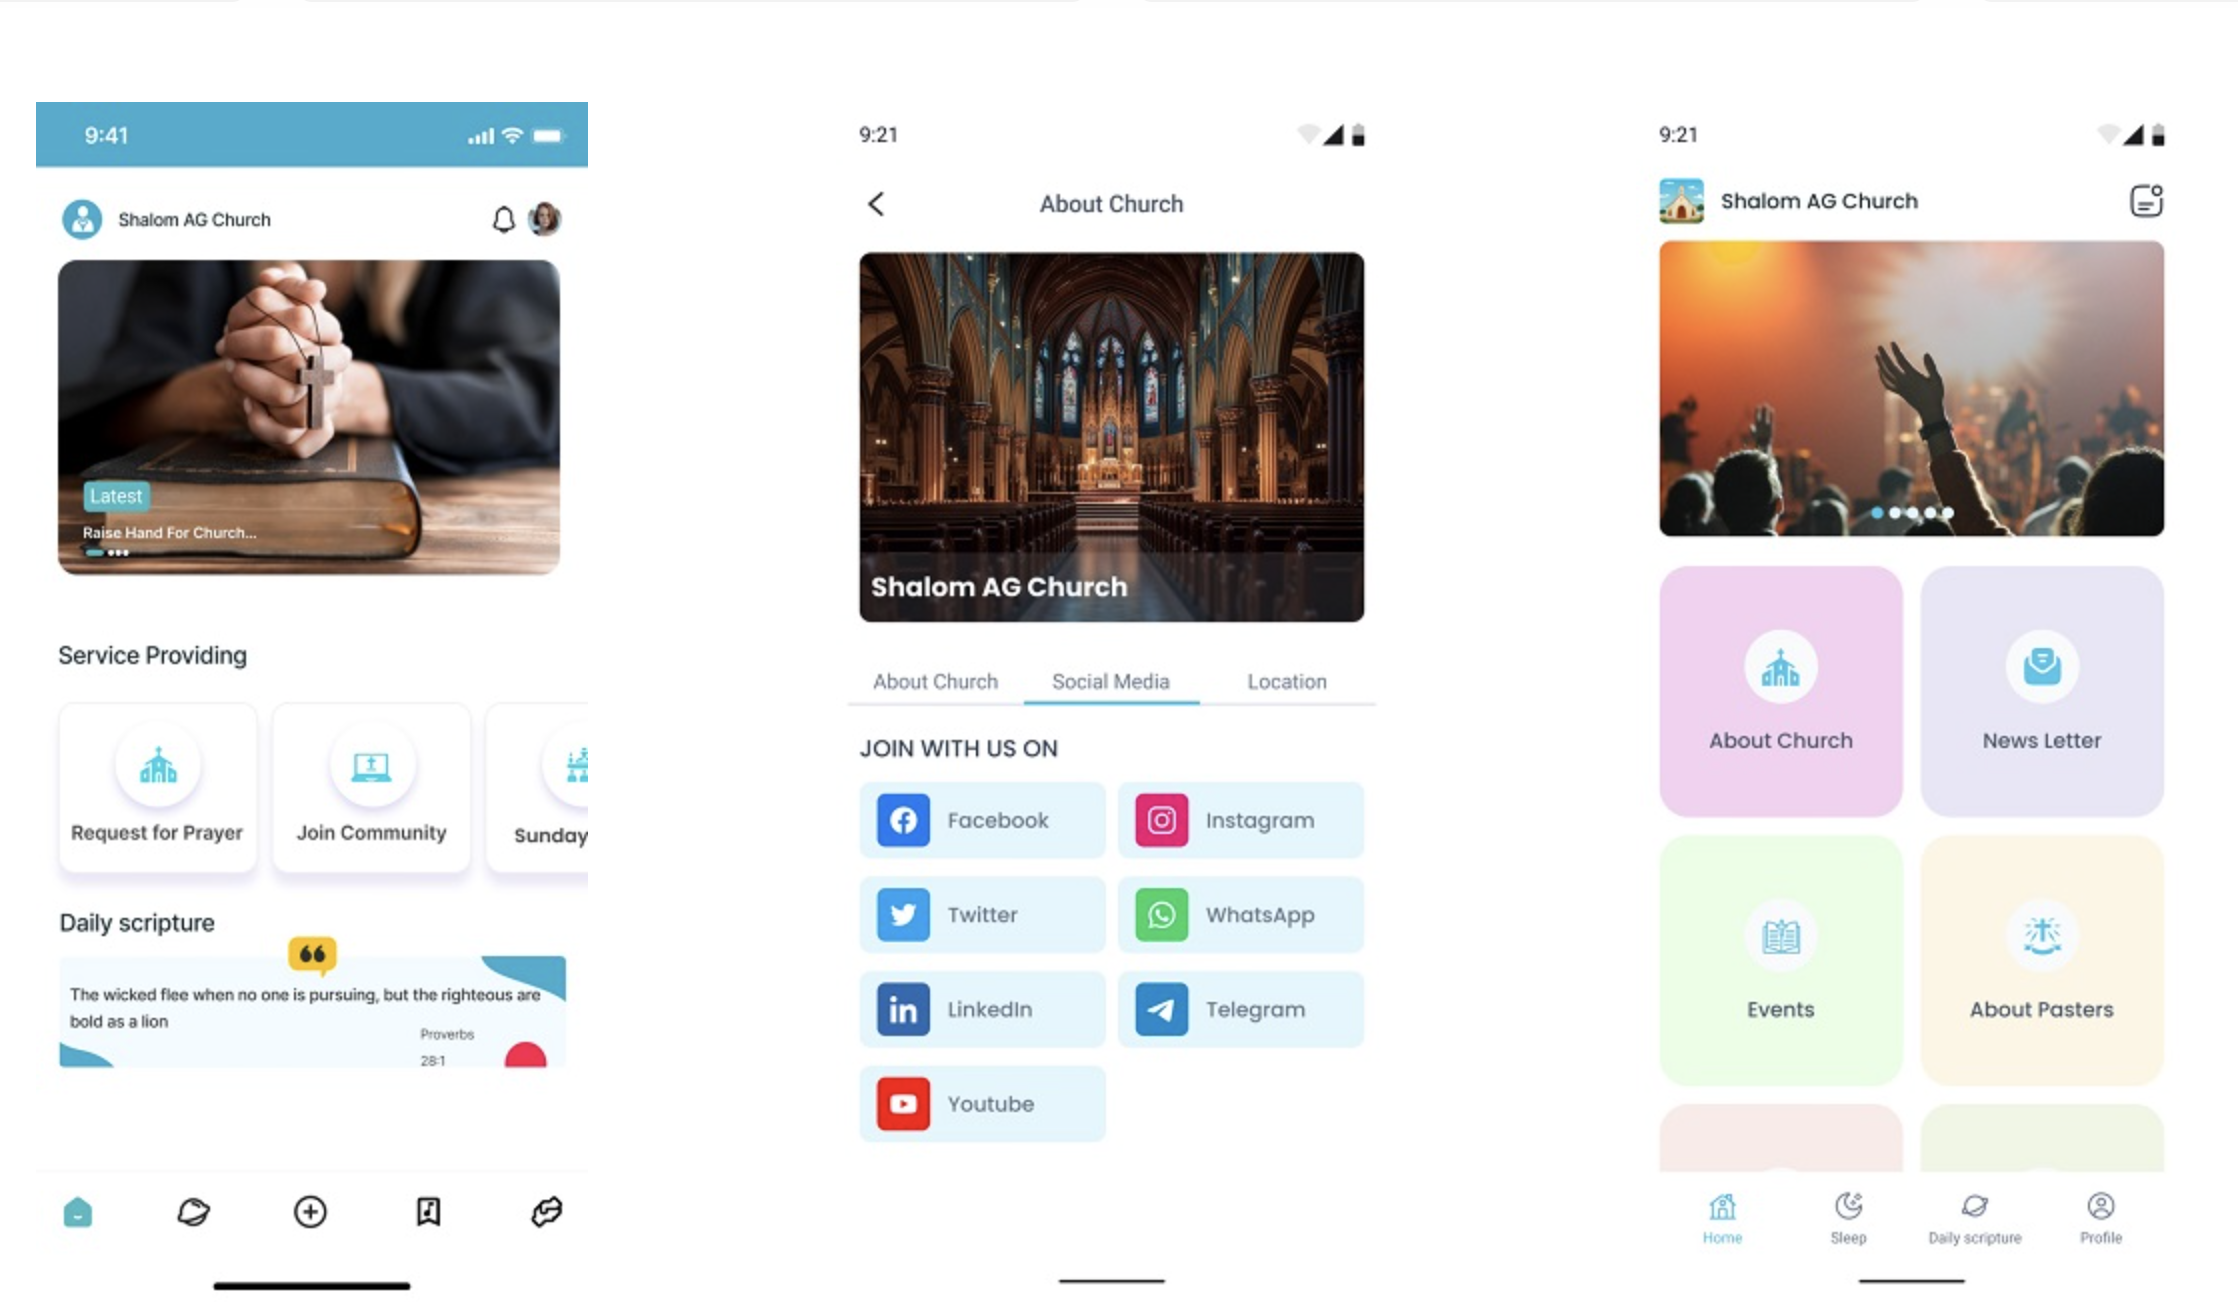 9:41
Shalom AG Church
Latest
Raise Hand For Church...
Service Providing
Request for Prayer
Join Community
Sunday
Daily scripture
The wicked flee when no one is pursuing, but the righteous are
bold as a lion
Proverbs
28:1
9:21
About Church
Shalom AG Church
About Church
Social Media
Location
JOIN WITH US ON
Facebook
Instagram
Twitter
WhatsApp
in
LinkedIn
Telegram
Youtube
9:21
Shalom AG Church
About Church
News Letter
Events
About Pasters
Home
Sleep
Daily scripture
Profile